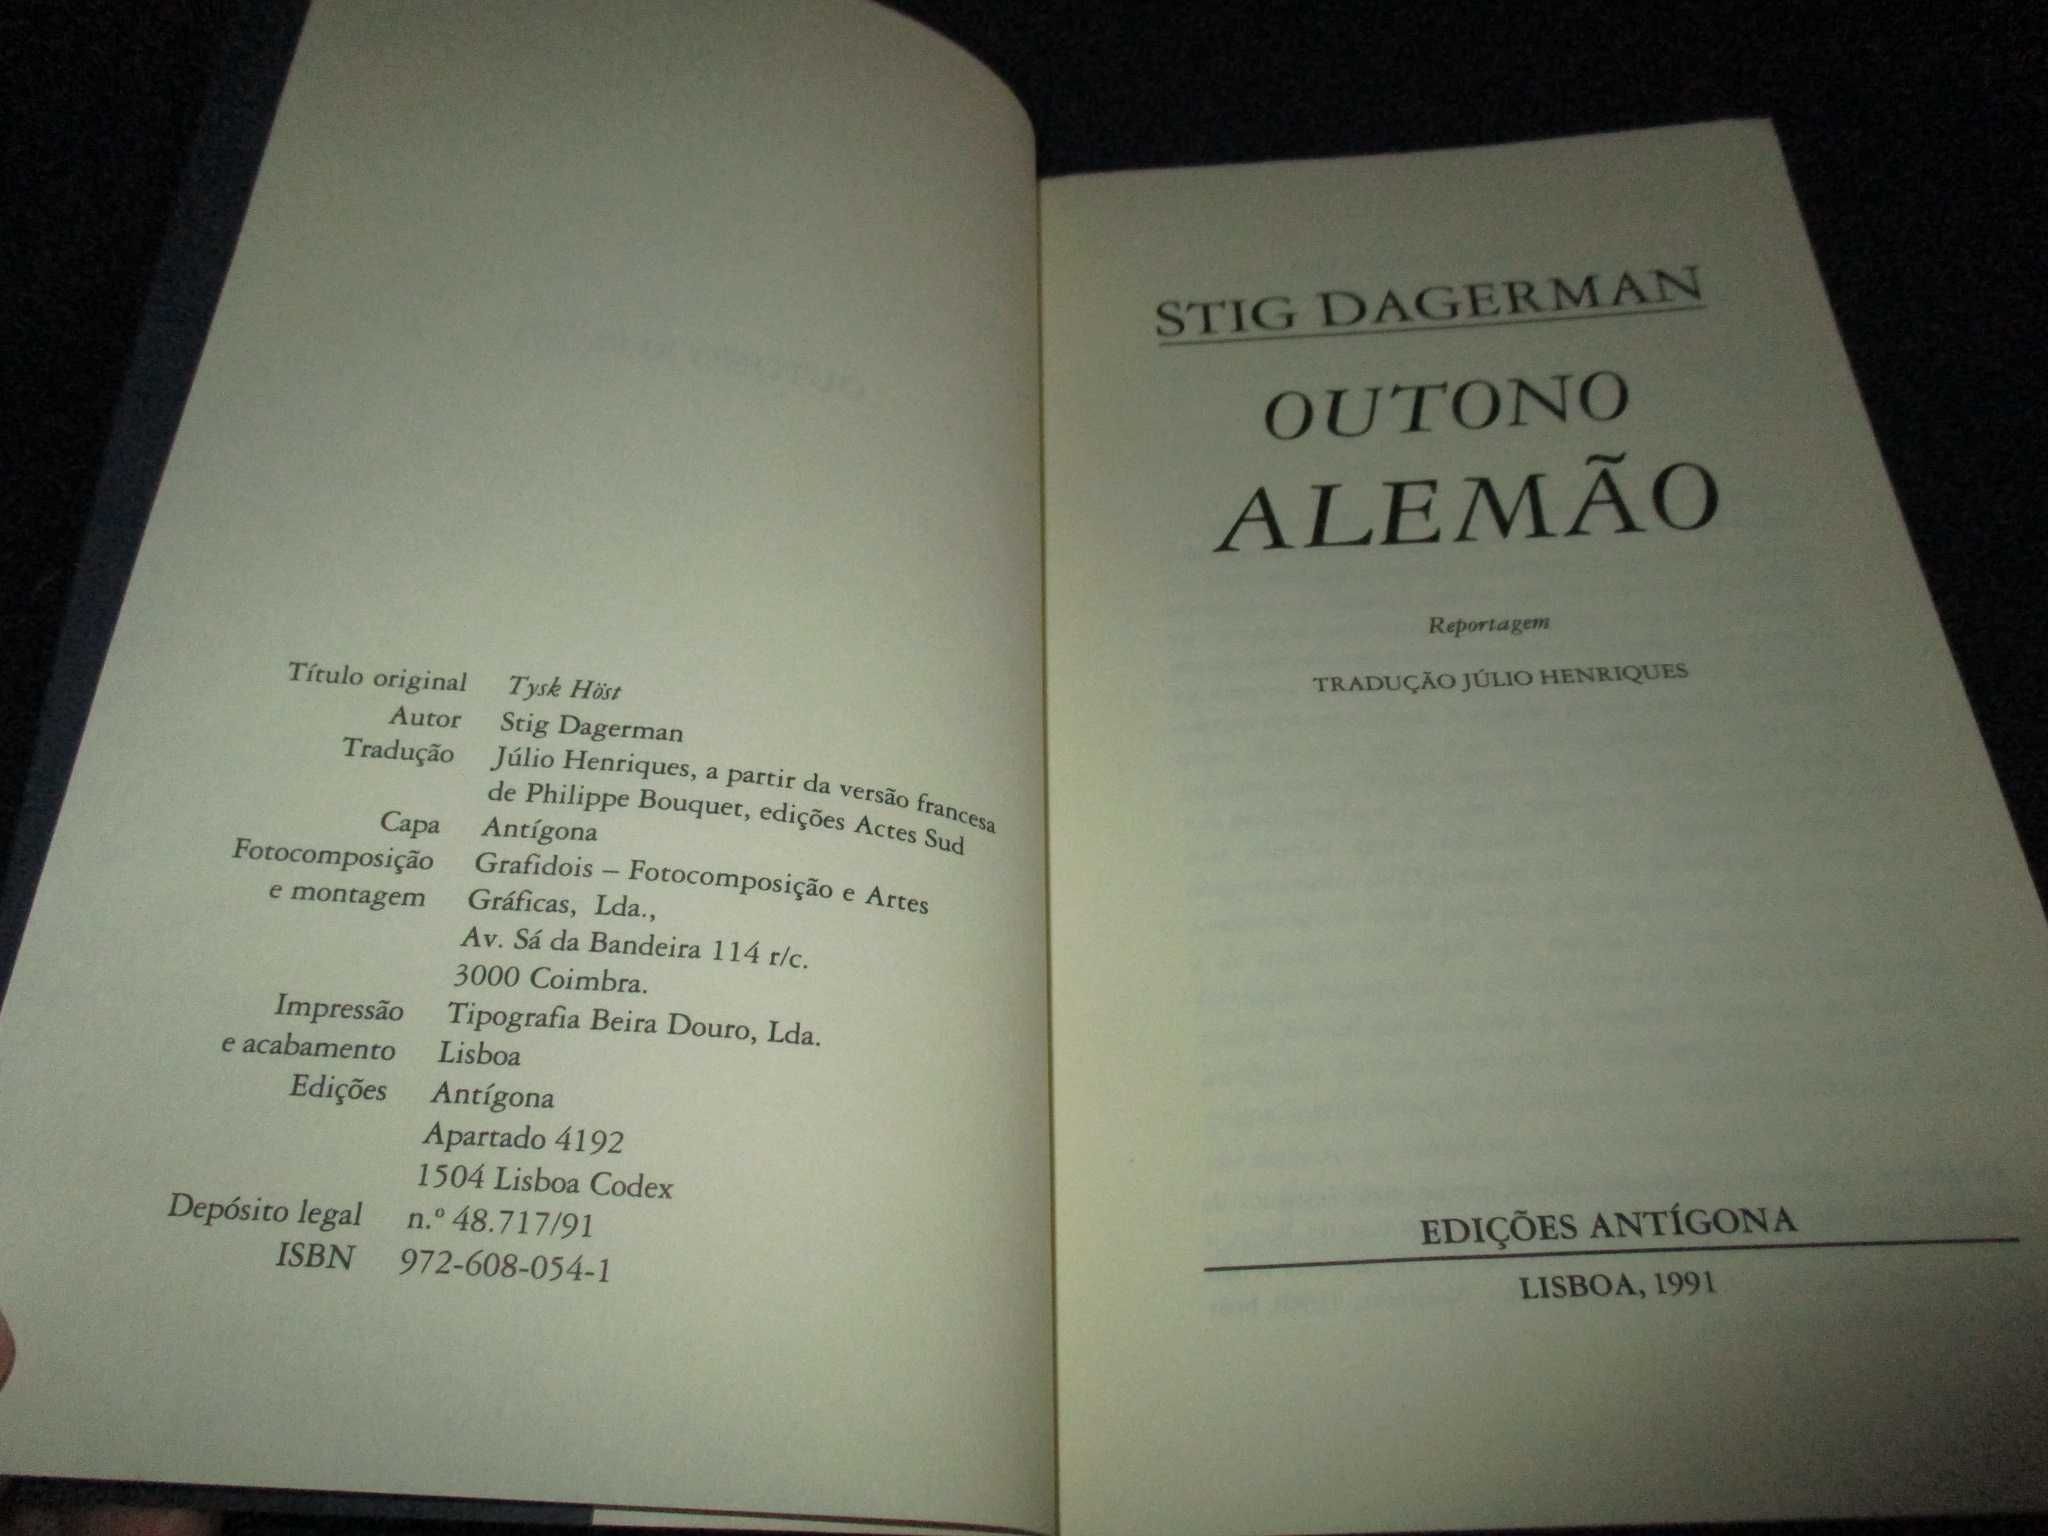 Título original Tysk Höst
Autor Stig Dagerman
Tradução Júlio Henriques, a partir da versão francesa
de Philippe Bouquet, edições Actes Sud
Capa Antígona
Fotocomposição Grafidois – Fotocomposição e Artes
e montagem Gráficas, Lda.,
Av. Sá da Bandeira 114 r/c.
3000 Coimbra.
Impressão Tipografia Beira Douro, Lda.
e acabamento Lisboa
Edições Antígona
Apartado 4192
1504 Lisboa Codex
Depósito legal n.º 48.717/91
ISBN 972-608-054-1
STIG DAGERMAN
OUTONO
ALEMÃO
Reportagem
TRADUÇÃO JÚLIO HENRIQUES
EDIÇÕES ANTÍGONA
LISBOA, 1991